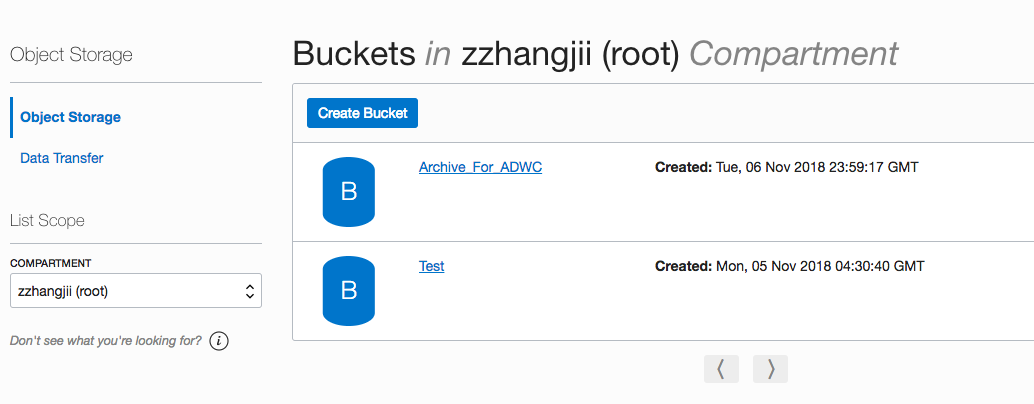 Object Storage
Object Storage
Data Transfer
List Scope
COMPARTMENT
zzhangjii (root)
Don't see what you're looking for? i
Buckets in zzhangjii (root) Compartment
Create Bucket
B Archive_For_ADWC Created: Tue, 06 Nov 2018 23:59:17 GMT
B Test Created: Mon, 05 Nov 2018 04:30:40 GMT